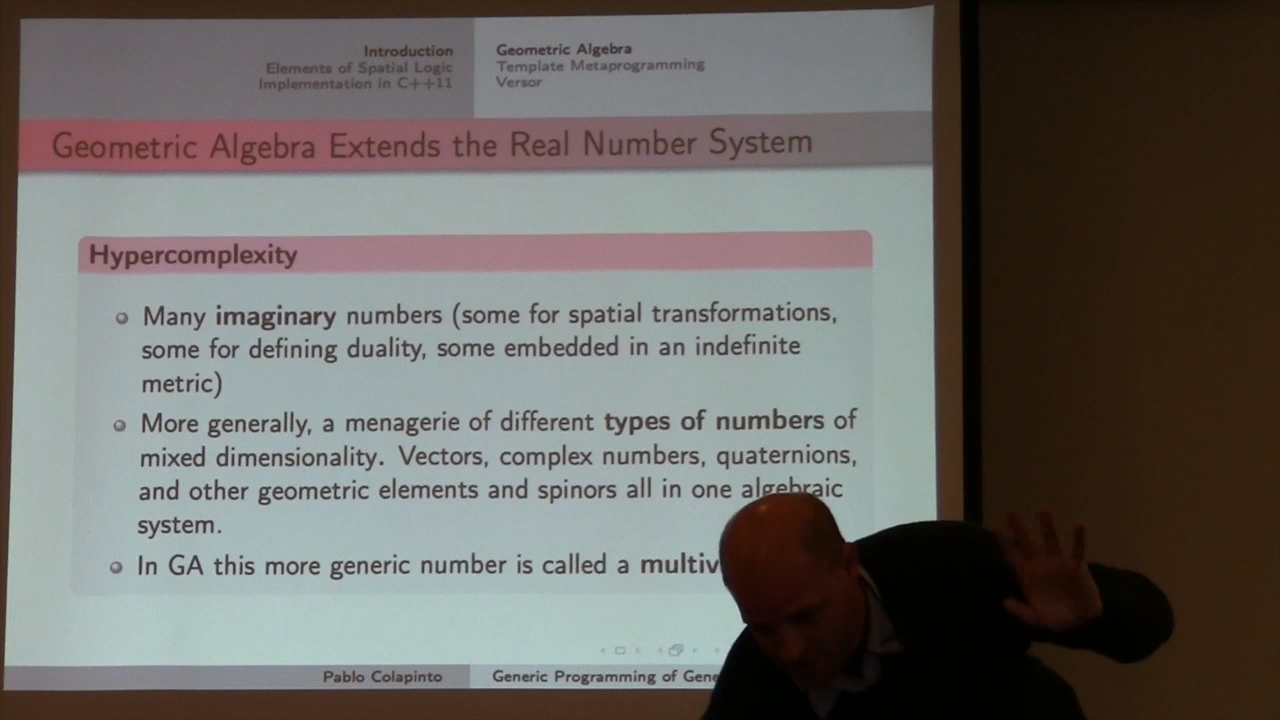 Introduction
Elements of Spatial Logic
Implementation in C++11
Geometric Algebra
Template Metaprogramming
Versor
Geometric Algebra Extends the Real Number System
Hypercomplexity
Many imaginary numbers (some for spatial transformations,
some for defining duality, some embedded in an indefinite
metric)
More generally, a menagerie of different types of numbers of
mixed dimensionality. Vectors, complex numbers, quaternions,
and other geometric elements and spinors all in one algebraic
system.
In GA this more generic number is called a multiv
Pablo Colapinto
Generic Programming of Gene